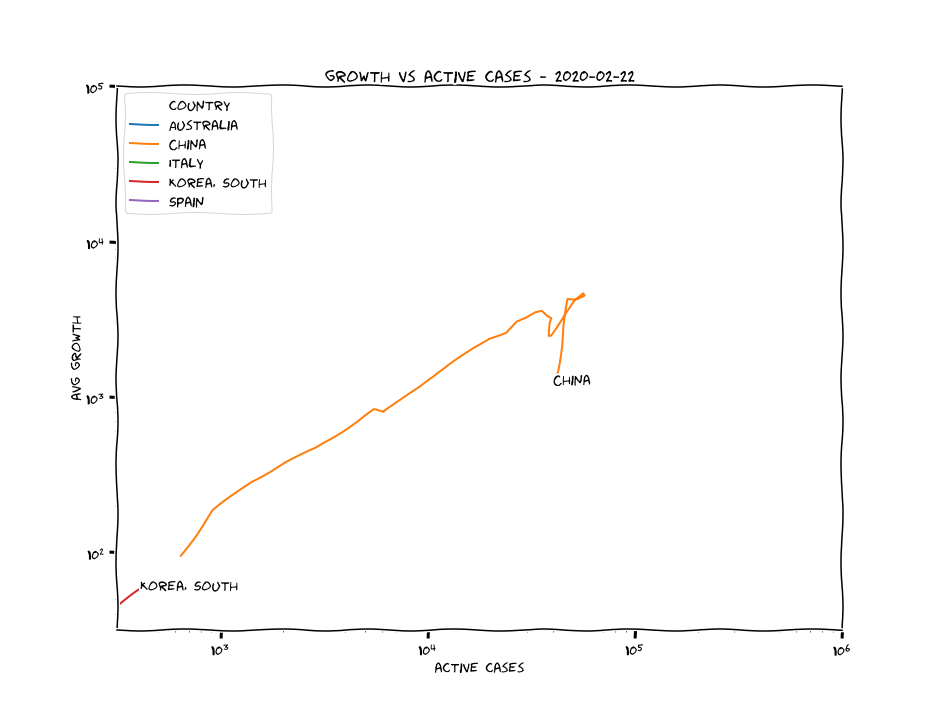 GROWTH VS ACTIVE CASES - 2020-02-22
10⁵
COUNTRY
AUSTRALIA
CHINA
ITALY
KOREA, SOUTH
SPAIN
10⁴
AVG GROWTH
CHINA
10³
10²
KOREA, SOUTH
10³ 10⁴ 10⁵ 10⁶
ACTIVE CASES